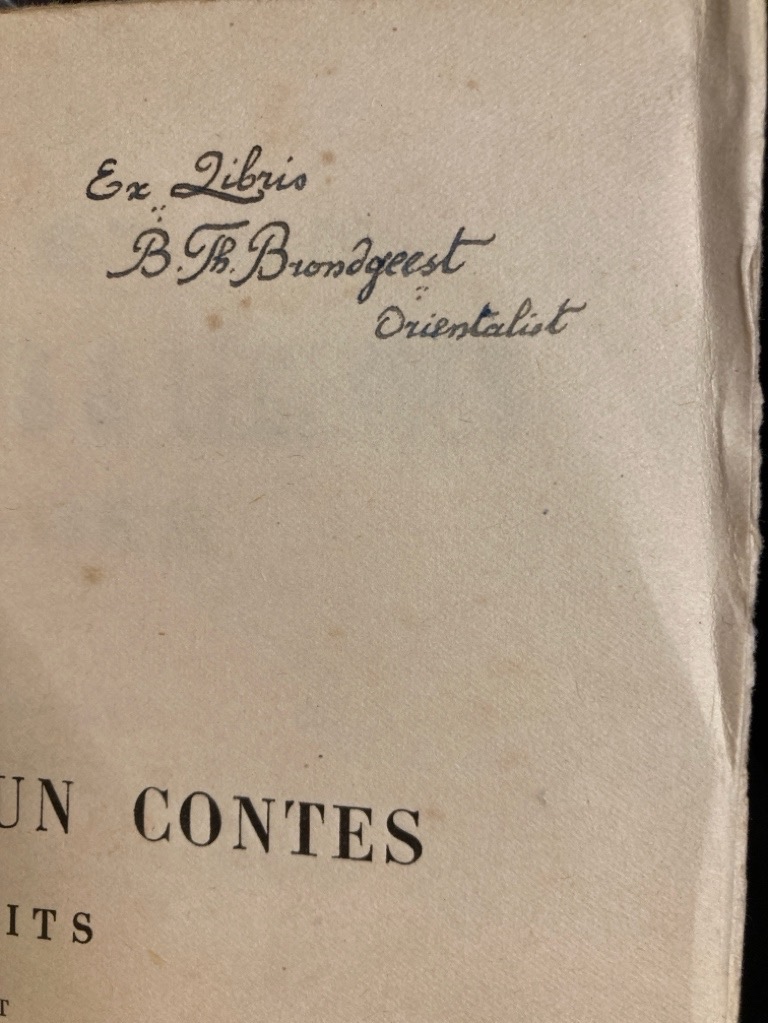 Ex Libris
B. Th. Brondgeest
Orientalist
UN CONTES
ITS
T